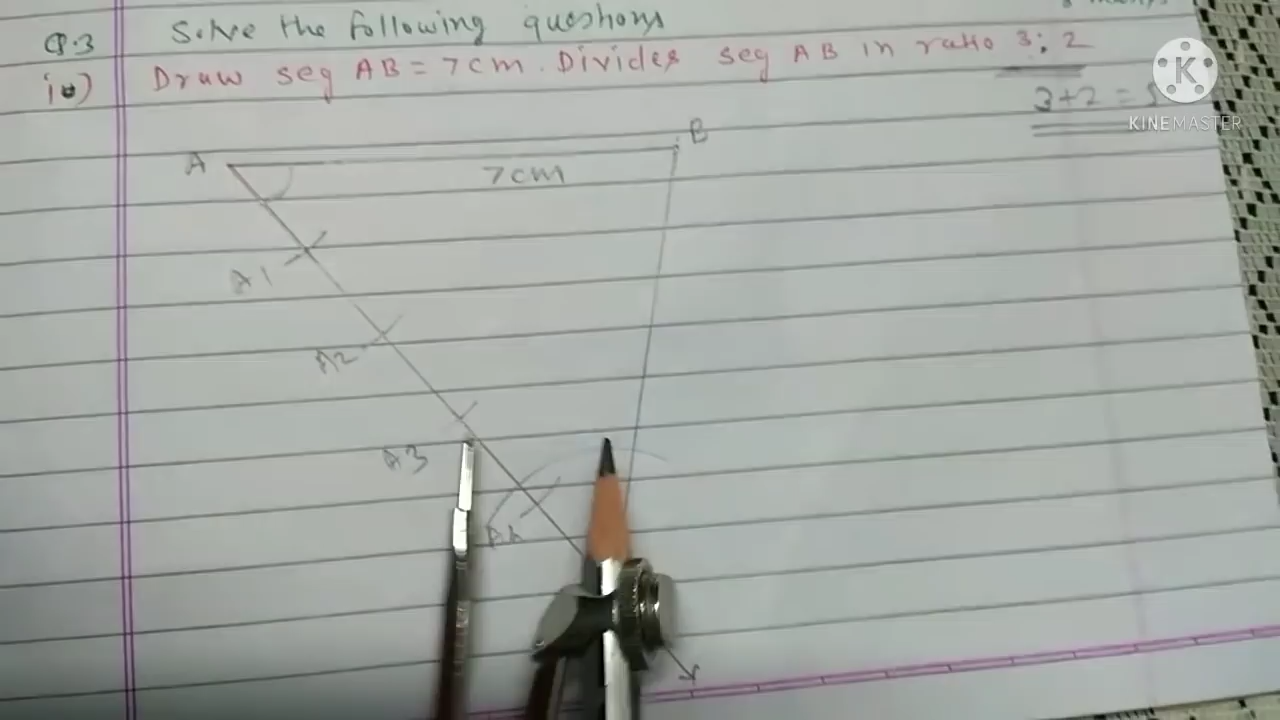 Q.3 Solve the following questions
Draw seg AB = 7cm. Divides seg AB in ratio 3:2
3+2 =
K
KINEMASTER
A B
7cm
A1
A2
A3